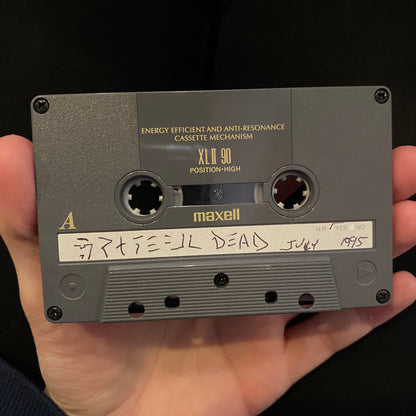 ENERGY EFFICIENT AND ANTI-RESONANCE
CASSETTE MECHANISM
XLII 90
POSITION·HIGH
maxell
A
N.R. YES NO
DEAD JULY 1995